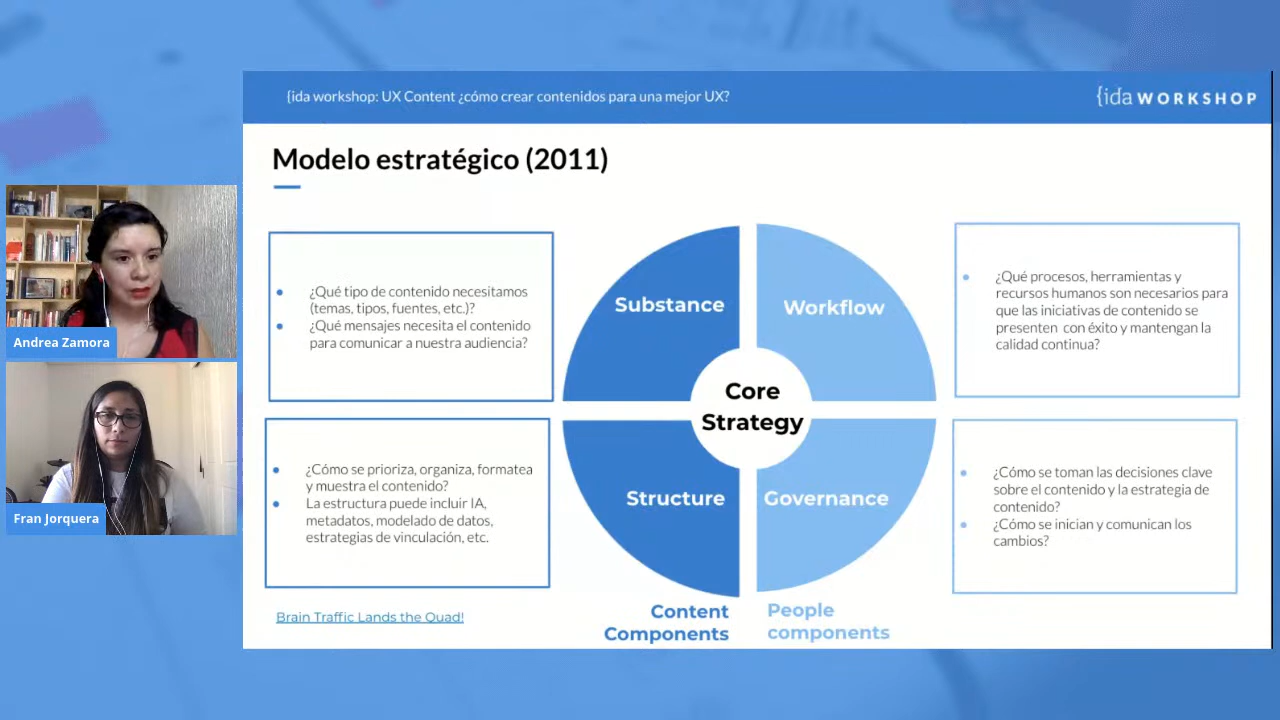 {ida workshop: UX Content ¿cómo crear contenidos para una mejor UX?
{ida WORKSHOP
Modelo estratégico (2011)
¿Qué tipo de contenido necesitamos
(temas, tipos, fuentes, etc.)?
¿Qué mensajes necesita el contenido
para comunicar a nuestra audiencia?
Substance
Workflow
¿Qué procesos, herramientas y
recursos humanos son necesarios para
que las iniciativas de contenido se
presenten con éxito y mantengan la
calidad continua?
Core
Strategy
¿Cómo se prioriza, organiza, formatea
y muestra el contenido?
La estructura puede incluir IA,
metadatos, modelado de datos,
estrategias de vinculación, etc.
Structure
Governance
¿Cómo se toman las decisiones clave
sobre el contenido y la estrategia de
contenido?
¿Cómo se inician y comunican los
cambios?
Brain Traffic Lands the Quad!
Content
Components
People
components
Andrea Zamora
Fran Jorquera